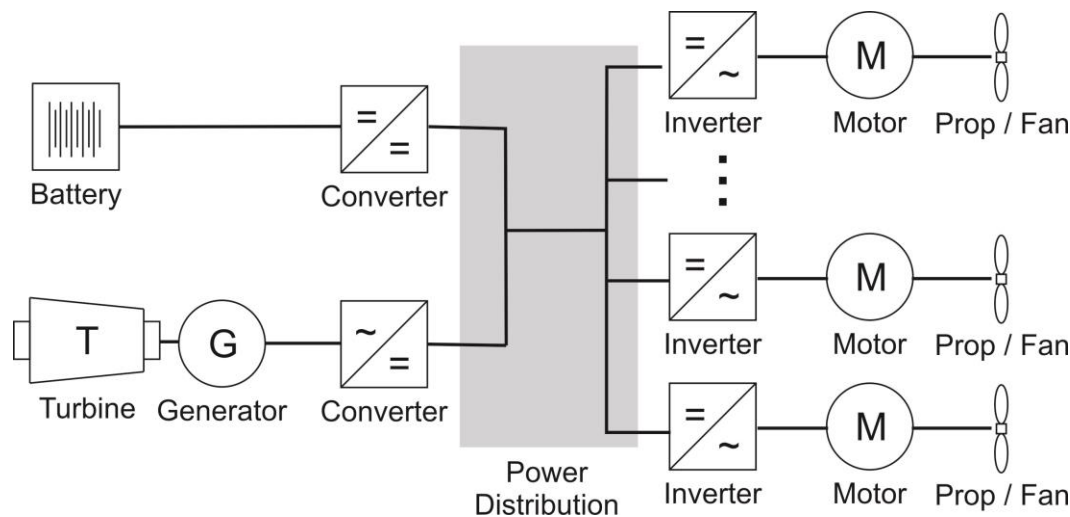 = ~
M
Inverter Motor Prop / Fan
= =
Battery
Converter
= ~
M
Inverter Motor Prop / Fan
T
G
~ =
Turbine Generator Converter
= ~
M
Inverter Motor Prop / Fan
Power
Distribution